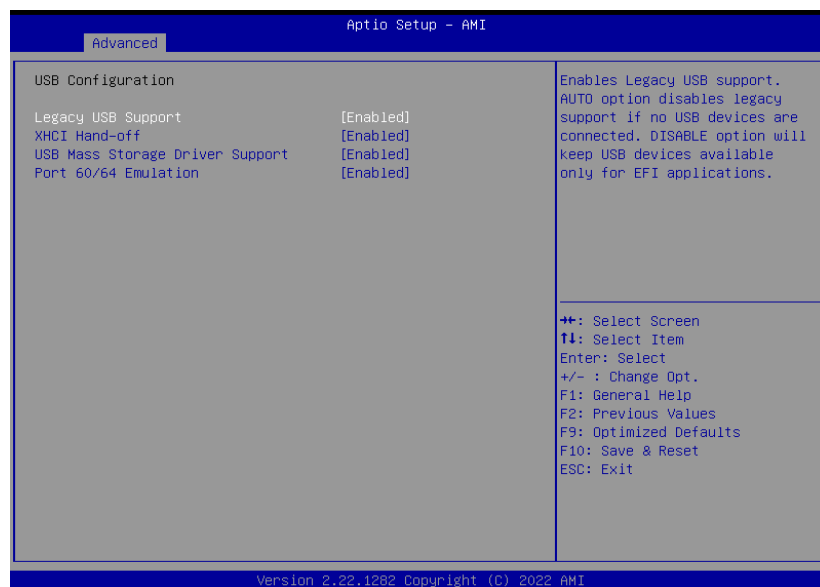 Aptio Setup – AMI
Advanced
USB Configuration
Legacy USB Support [Enabled]
XHCI Hand-off [Enabled]
USB Mass Storage Driver Support [Enabled]
Port 60/64 Emulation [Enabled]
Enables Legacy USB support.
AUTO option disables legacy
support if no USB devices are
connected. DISABLE option will
keep USB devices available
only for EFI applications.
→←: Select Screen
↑↓: Select Item
Enter: Select
+/- : Change Opt.
F1: General Help
F2: Previous Values
F9: Optimized Defaults
F10: Save & Reset
ESC: Exit
Version 2.22.1282 Copyright (C) 2022 AMI